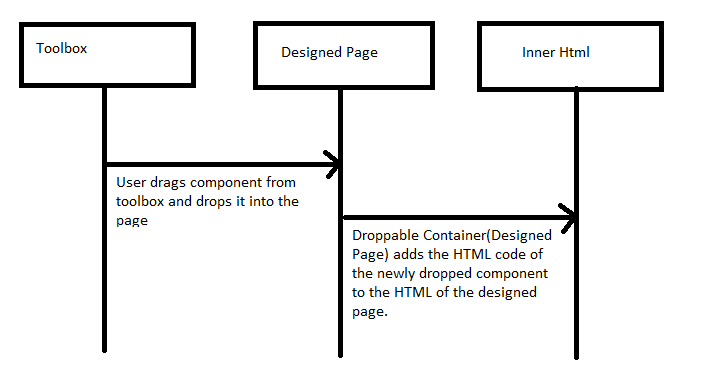 Toolbox
Designed Page
Inner Html
User drags component from
toolbox and drops it into the
page
Droppable Container(Designed
Page) adds the HTML code of
the newly dropped component
to the HTML of the designed
page.